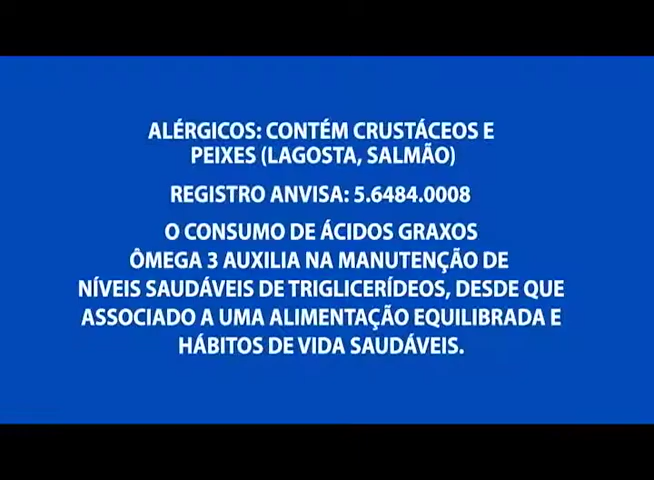 ALÉRGICOS: CONTÉM CRUSTÁCEOS E
PEIXES (LAGOSTA, SALMÃO)
REGISTRO ANVISA: 5.6484.0008
O CONSUMO DE ÁCIDOS GRAXOS
ÔMEGA 3 AUXILIA NA MANUTENÇÃO DE
NÍVEIS SAUDÁVEIS DE TRIGLICERÍDEOS, DESDE QUE
ASSOCIADO A UMA ALIMENTAÇÃO EQUILIBRADA E
HÁBITOS DE VIDA SAUDÁVEIS.